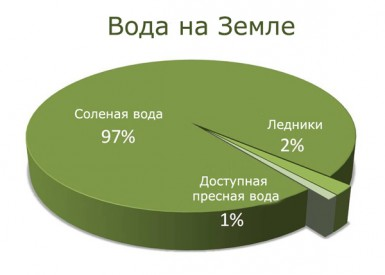 Вода на Земле
Соленая вода
97%
Ледники
2%
Доступная
пресная вода
1%